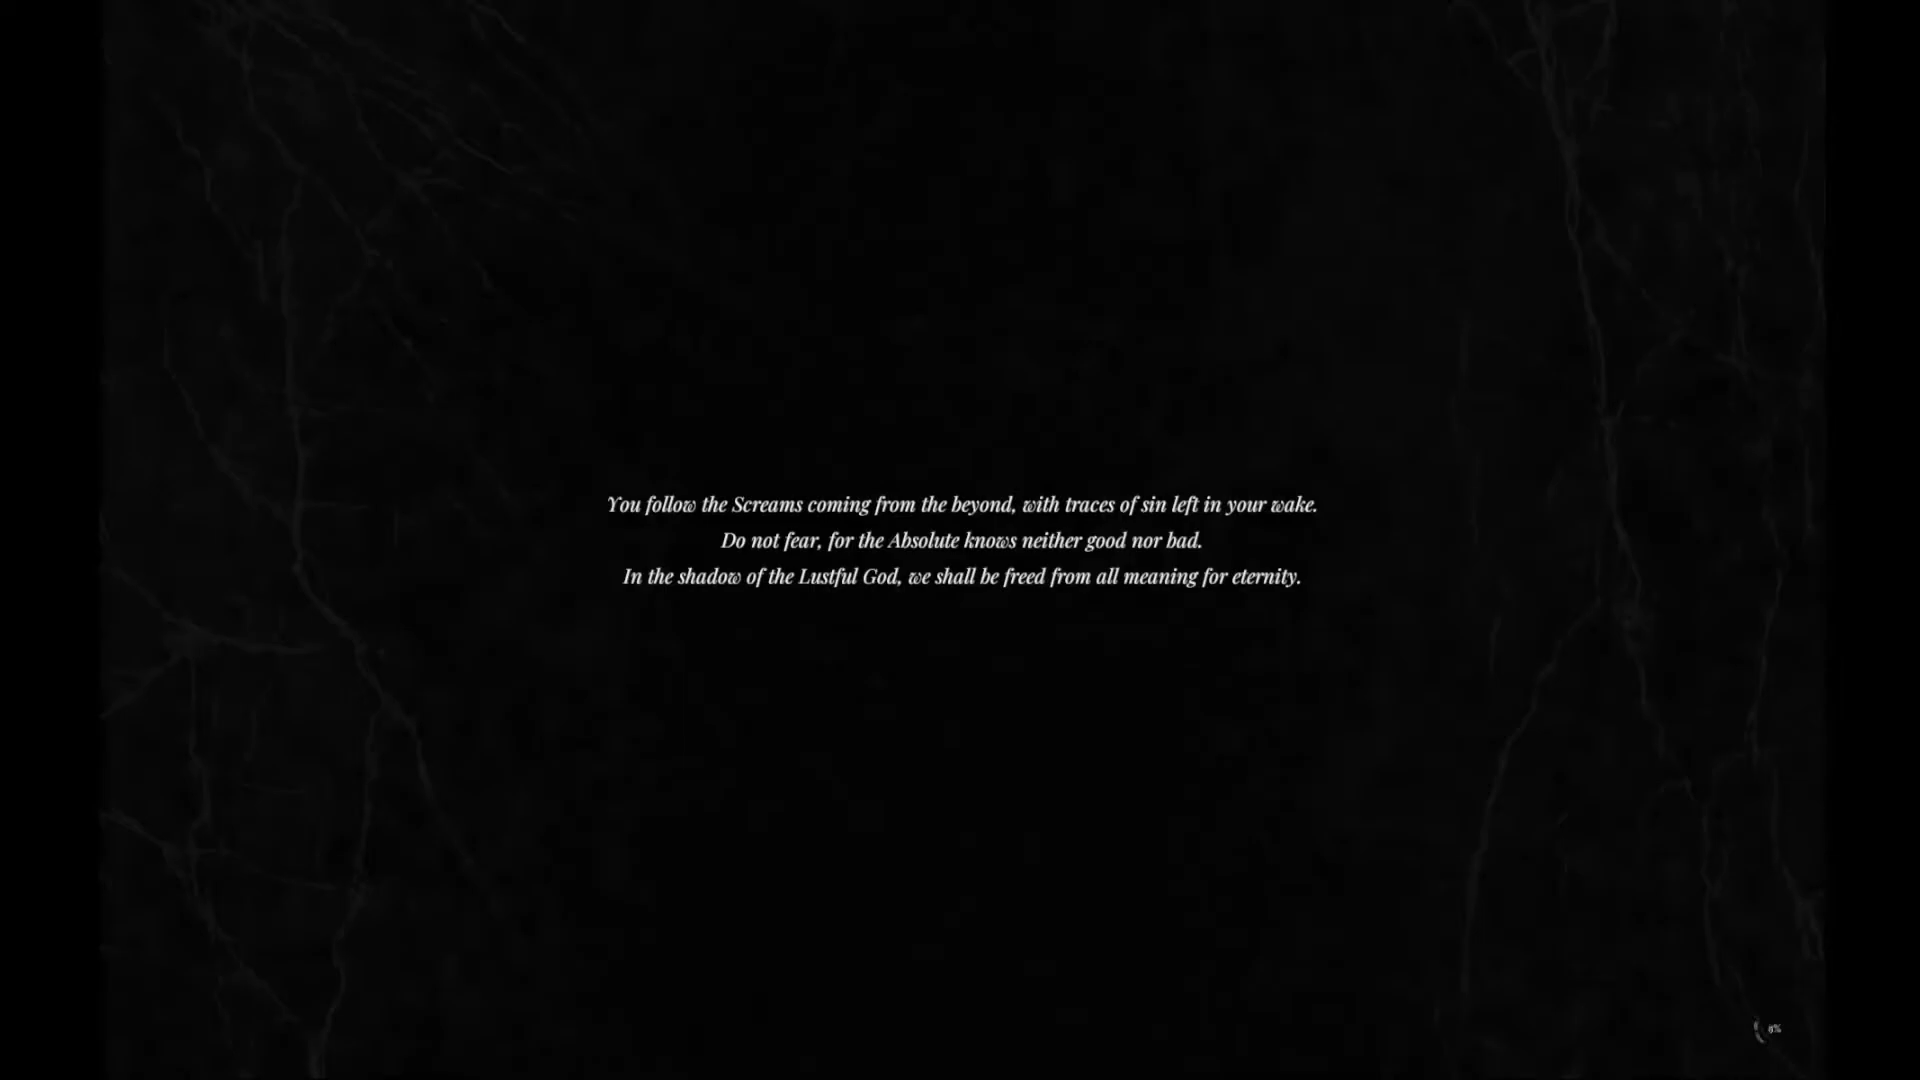 You follow the Screams coming from the beyond, with traces of sin left in your wake.
Do not fear, for the Absolute knows neither good nor bad.
In the shadow of the Lustful God, we shall be freed from all meaning for eternity.